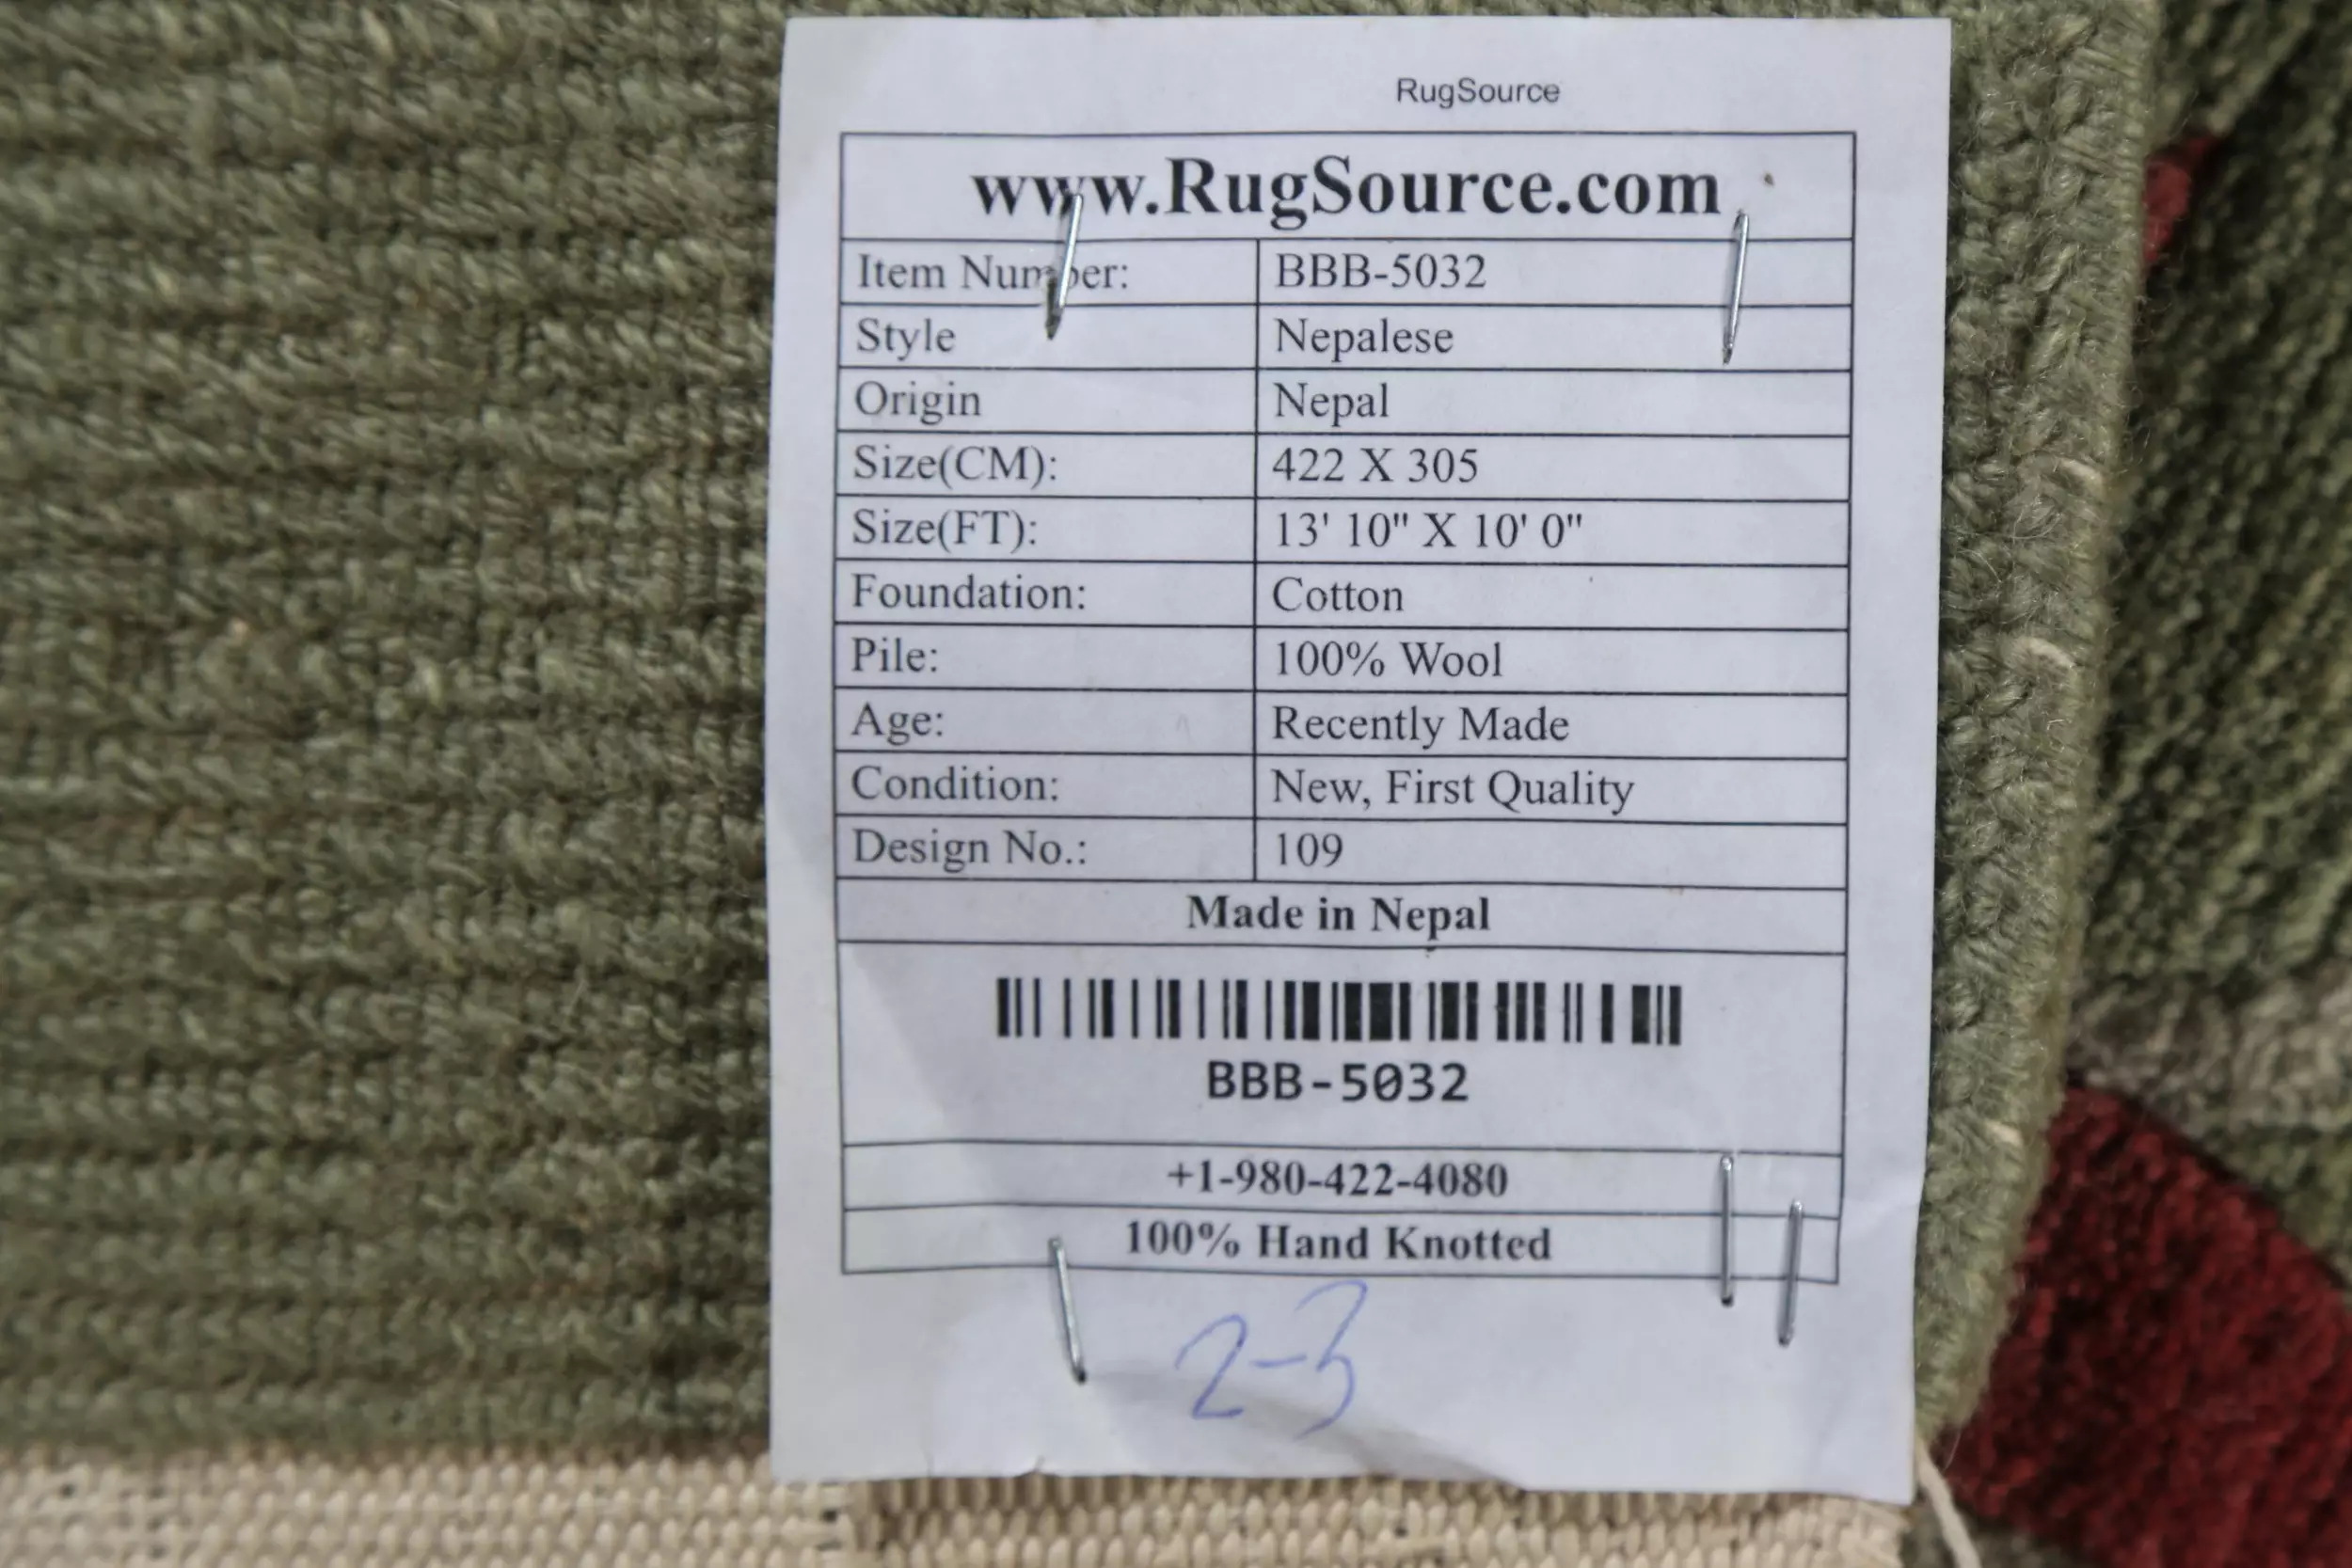 RugSource
www.RugSource.com
Item Number: BBB-5032
Style Nepalese
Origin Nepal
Size(CM): 422 X 305
Size(FT): 13' 10" X 10' 0"
Foundation: Cotton
Pile: 100% Wool
Age: Recently Made
Condition: New, First Quality
Design No.: 109
Made in Nepal
BBB-5032
+1-980-422-4080
100% Hand Knotted
2-3